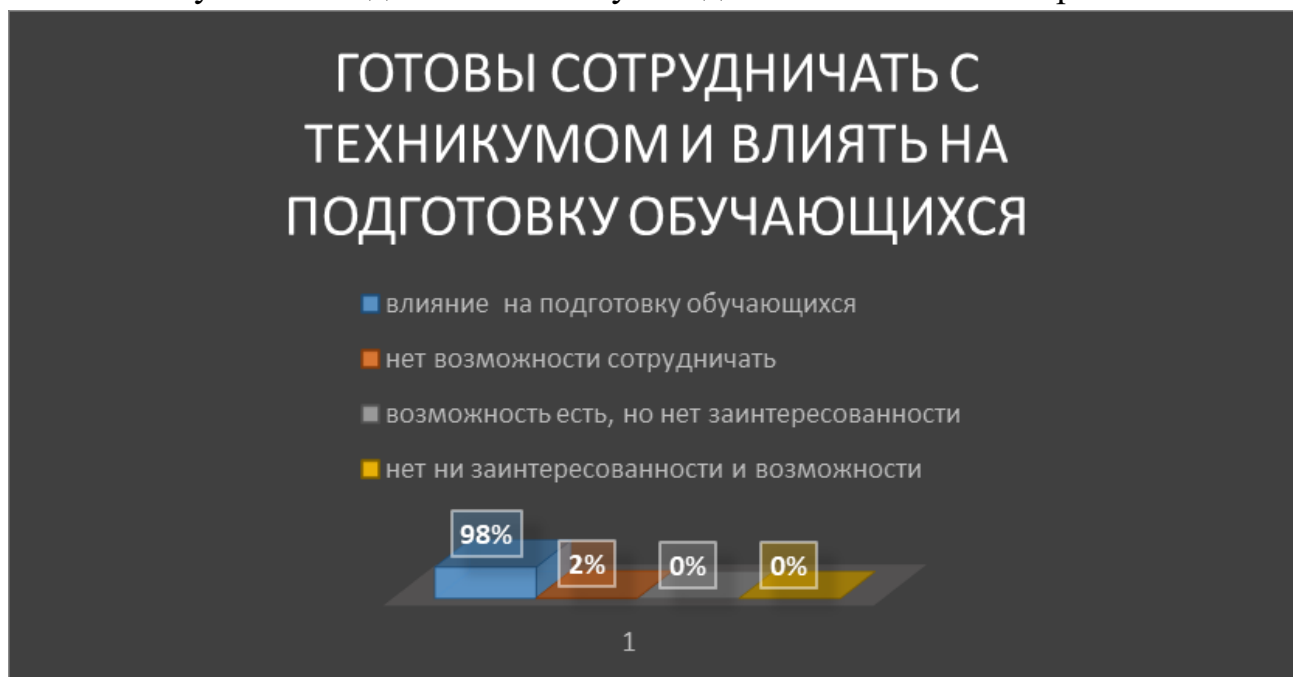 ГОТОВЫ СОТРУДНИЧАТЬ С
ТЕХНИКУМОМ И ВЛИЯТЬ НА
ПОДГОТОВКУ ОБУЧАЮЩИХСЯ
влияние на подготовку обучающихся
нет возможности сотрудничать
возможность есть, но нет заинтересованности
нет ни заинтересованности и возможности
98%
2%
0%
0%
1